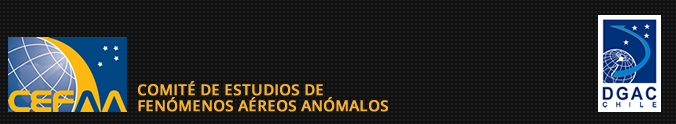 CEFAA
COMITÉ DE ESTUDIOS DE
FENÓMENOS AÉREOS ANÓMALOS
DGAC
CHILE